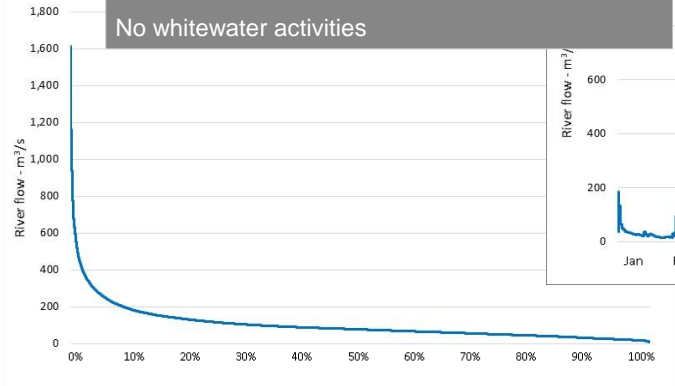 No whitewater activities
1,800
1,600
1,400
1,200
1,000
800
600
400
200
0
River flow - m³/s
0% 10% 20% 30% 40% 50% 60% 70% 80% 90% 100%
River flow - m³/
600
400
200
0
Jan